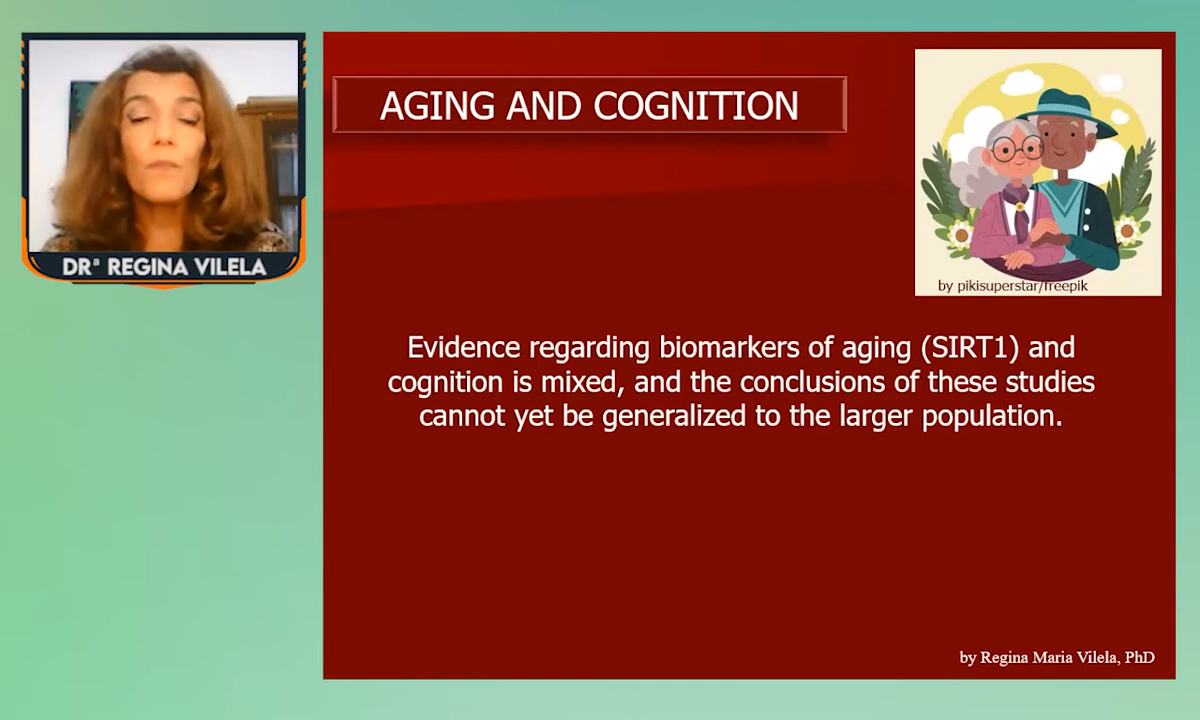 DRª REGINA VILELA
AGING AND COGNITION
by pikisuperstar/freepik
Evidence regarding biomarkers of aging (SIRT1) and
cognition is mixed, and the conclusions of these studies
cannot yet be generalized to the larger population.
by Regina Maria Vilela, PhD